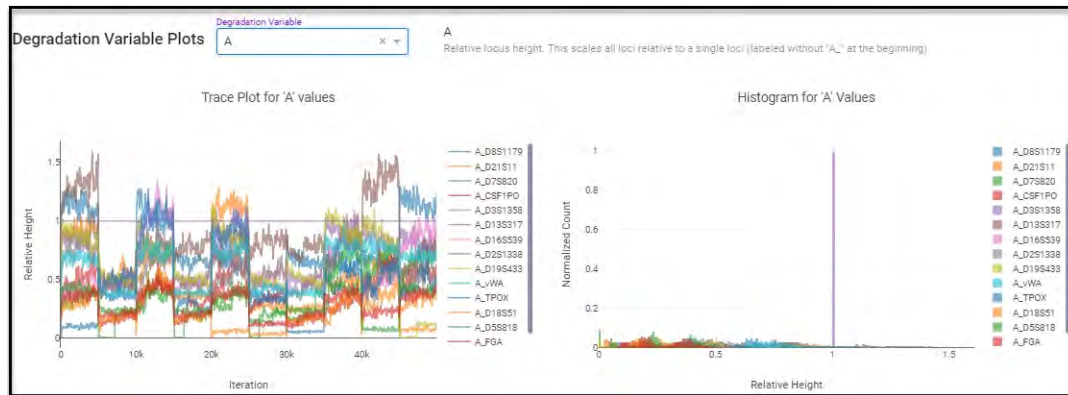 Degradation Variable
Degradation Variable Plots
A
A
Relative locus height. This scales all loci relative to a single loci (labeled without "A_" at the beginning)
Trace Plot for 'A' values
Relative Height
1.5
1
0.5
0
0
10k
20k
30k
40k
Iteration
A_D8S1179
A_D21S11
A_D7S820
A_CSF1PO
A_D3S1358
A_D13S317
A_D16S539
A_D2S1338
A_D19S433
A_vWA
A_TPOX
A_D18S51
A_D5S818
A_FGA
Histogram for 'A' Values
Normalized Count
1
0.8
0.6
0.4
0.2
0
0
0.5
1
1.5
Relative Height
A_D8S1179
A_D21S11
A_D7S820
A_CSF1PO
A_D3S1358
A_D13S317
A_D16S539
A_D2S1338
A_D19S433
A_vWA
A_TPOX
A_D18S51
A_D5S818
A_FGA